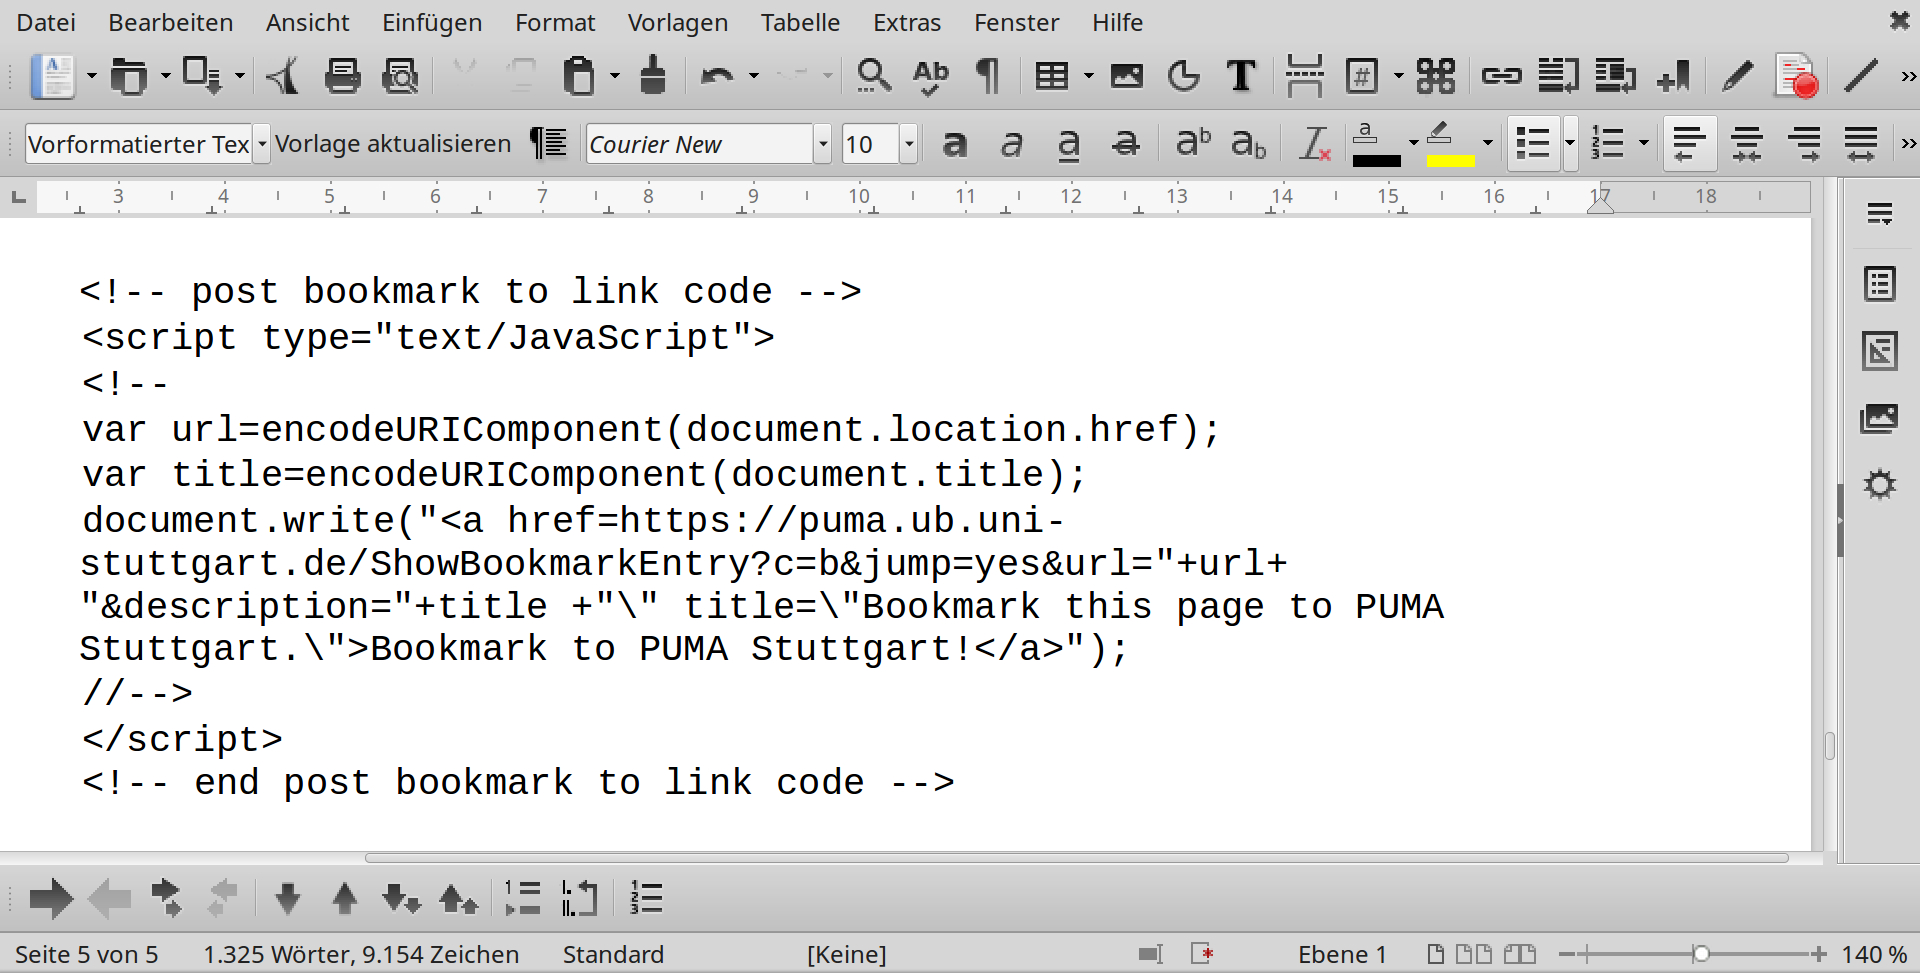 Datei Bearbeiten Ansicht Einfügen Format Vorlagen Tabelle Extras Fenster Hilfe
Vorformatierter Tex Vorlage aktualisieren Courier New 10
3 4 5 6 7 8 9 10 11 12 13 14 15 16 17 18
<!-- post bookmark to link code -->
<script type="text/JavaScript">
<!--
var url=encodeURIComponent(document.location.href);
var title=encodeURIComponent(document.title);
document.write("<a href=https://puma.ub.uni-
stuttgart.de/ShowBookmarkEntry?c=b&jump=yes&url="+url+
"&description="+title +"\" title=\"Bookmark this page to PUMA
Stuttgart.\">Bookmark to PUMA Stuttgart!</a>");
//-->
</script>
<!-- end post bookmark to link code -->
Seite 5 von 5 1.325 Wörter, 9.154 Zeichen Standard [Keine] Ebene 1 140 %